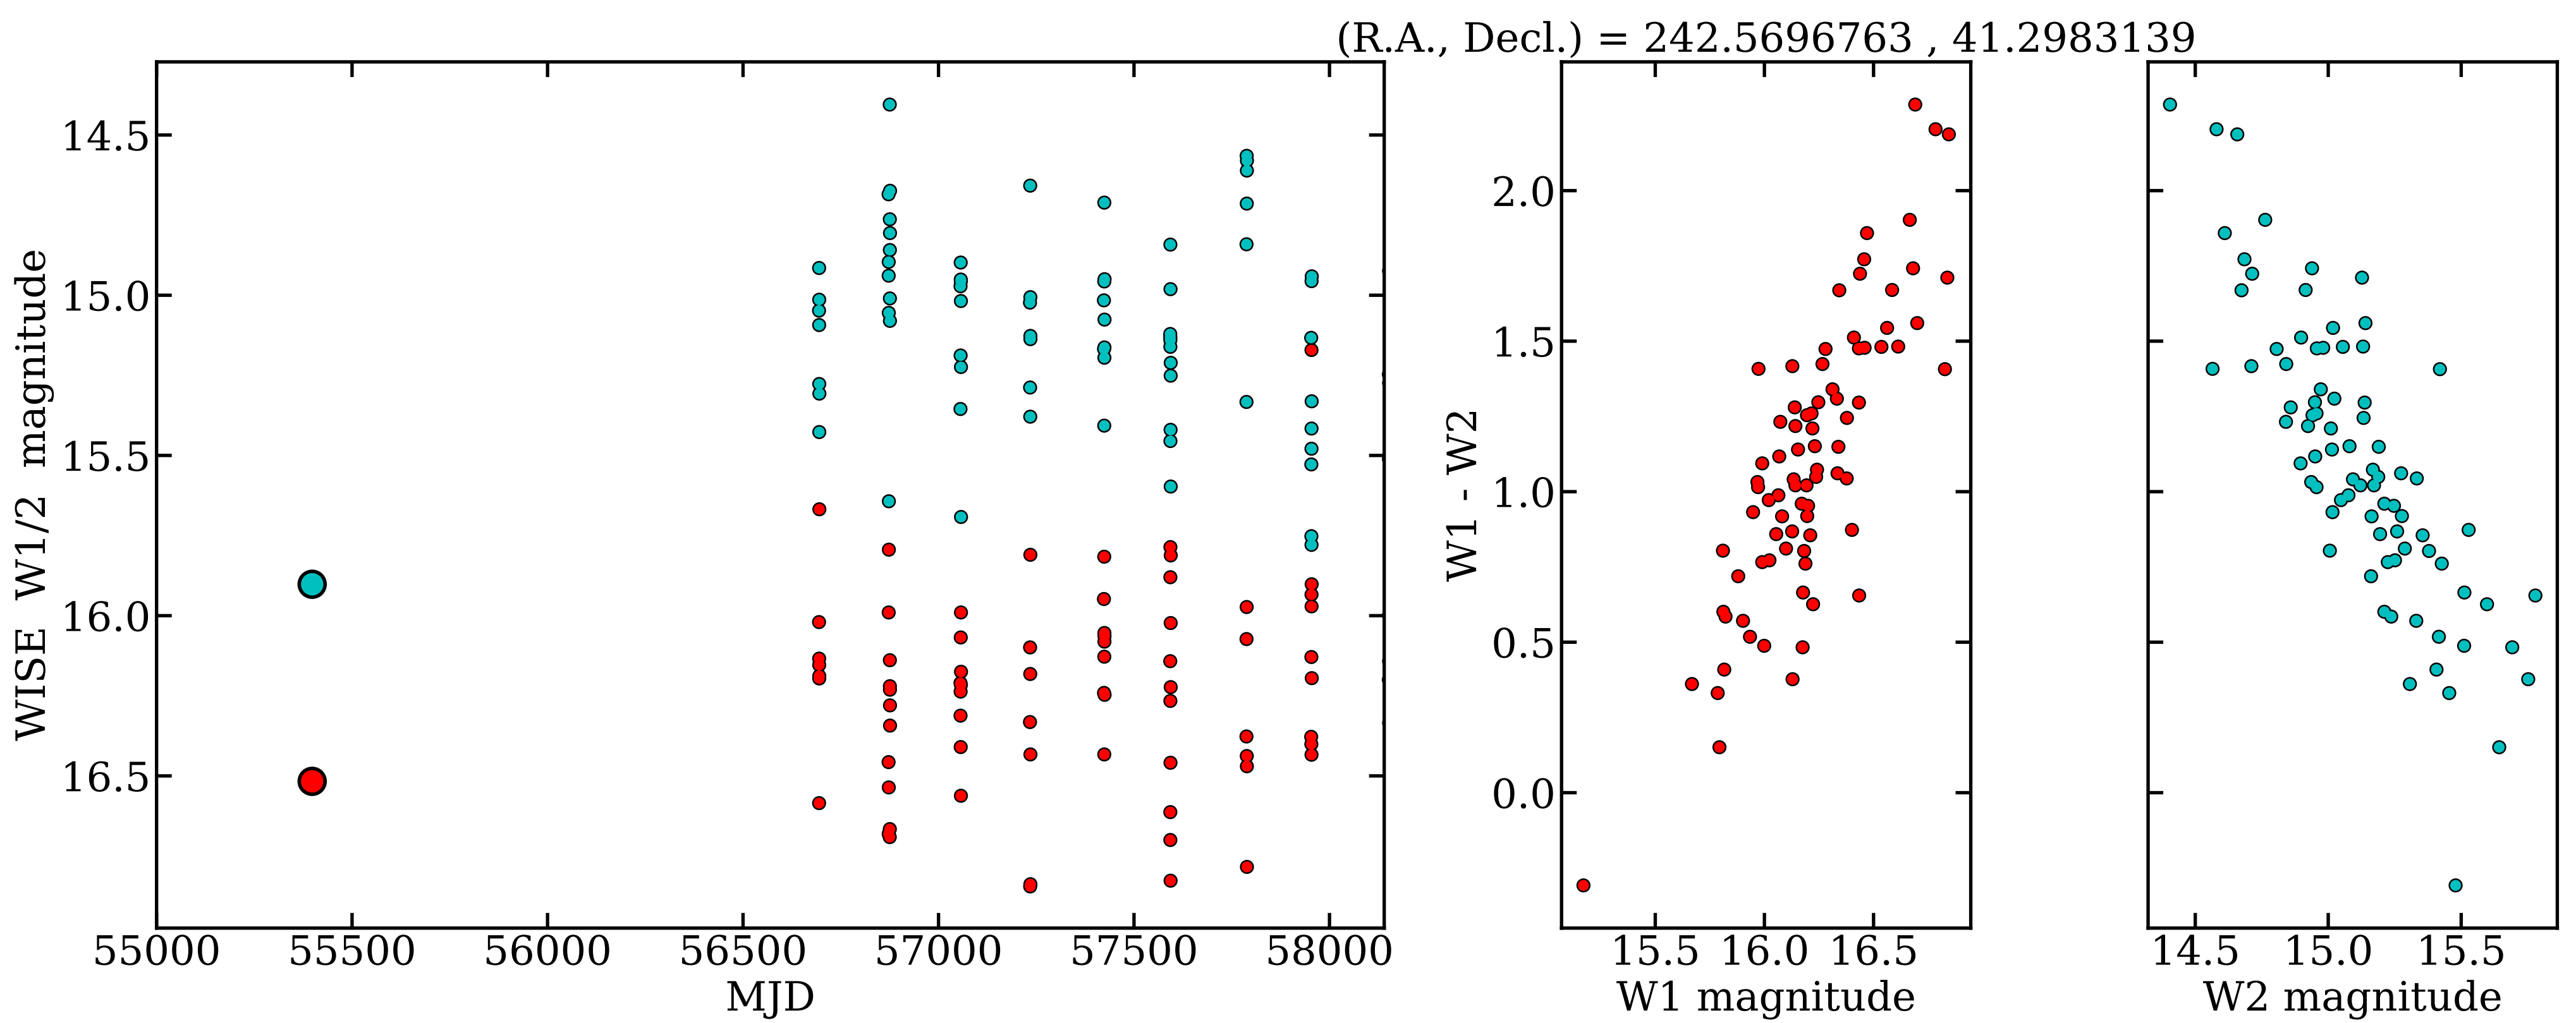 (R.A., Decl.) = 242.5696763 , 41.2983139
WISE W1/2 magnitude
14.5
15.0
15.5
16.0
16.5
55000 55500 56000 56500 57000 57500 58000
MJD
W1 - W2
2.0
1.5
1.0
0.5
0.0
15.5 16.0 16.5
W1 magnitude
14.5 15.0 15.5
W2 magnitude